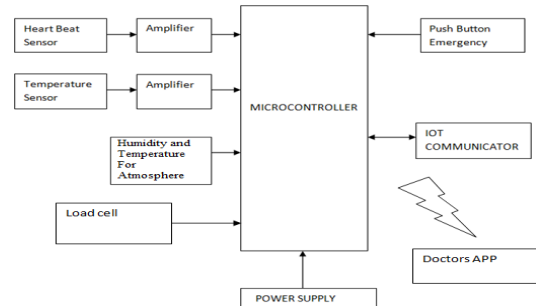 Heart Beat
Sensor
Amplifier
Push Button
Emergency
Temperature
Sensor
Amplifier
MICROCONTROLLER
Humidity and
Temperature
For
Atmosphere
IOT
COMMUNICATOR
Load cell
Doctors APP
POWER SUPPLY